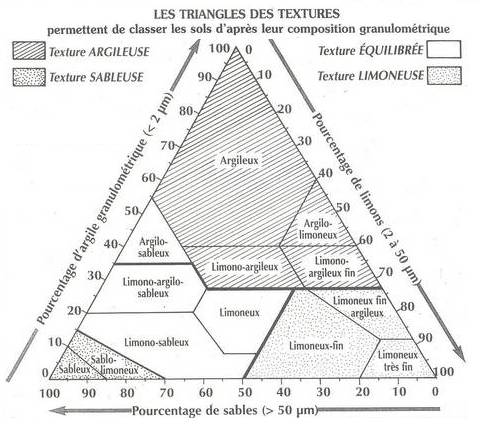 LES TRIANGLES DES TEXTURES
permettent de classer les sols d'après leur composition granulométrique
Texture ARGILEUSE
Texture ÉQUILIBRÉE
Texture SABLEUSE
Texture LIMONEUSE
Pourcentage d'argile granulométrique (< 2 µm)
Pourcentage de limons (2 à 50 µm)
100 0
90 10
80 20
70 30
60 40
50 50
40 60
30 70
20 80
10 90
0 100
Argileux
Argilo-
limoneux
Argilo-
sableux
Limono-argileux
Limono-
argileux fin
Limono-argilo-
sableux
Limoneux
Limoneux fin
argileux
Limono-sableux
Limoneux-fin
Sablo-
limoneux
Sableux
Limoneux
très fin
100 90 80 70 60 50 40 30 20 10 0
Pourcentage de sables (> 50 µm)